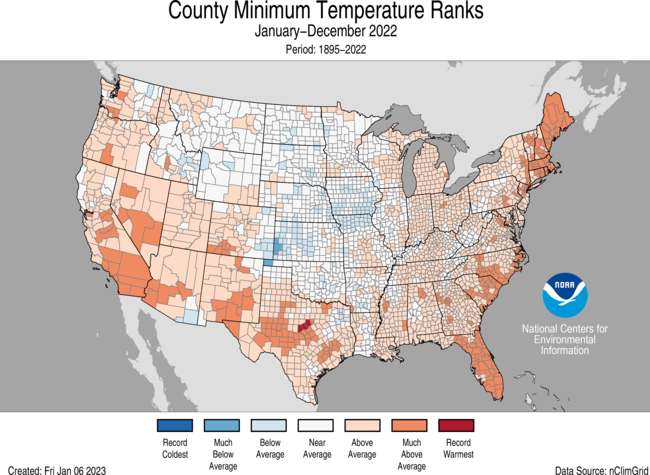 County Minimum Temperature Ranks
January–December 2022
Period: 1895–2022
NOAA
National Centers for
Environmental
Information
Record
Coldest
Much
Below
Average
Below
Average
Near
Average
Above
Average
Much
Above
Average
Record
Warmest
Created: Fri Jan 06 2023
Data Source: nClimGrid